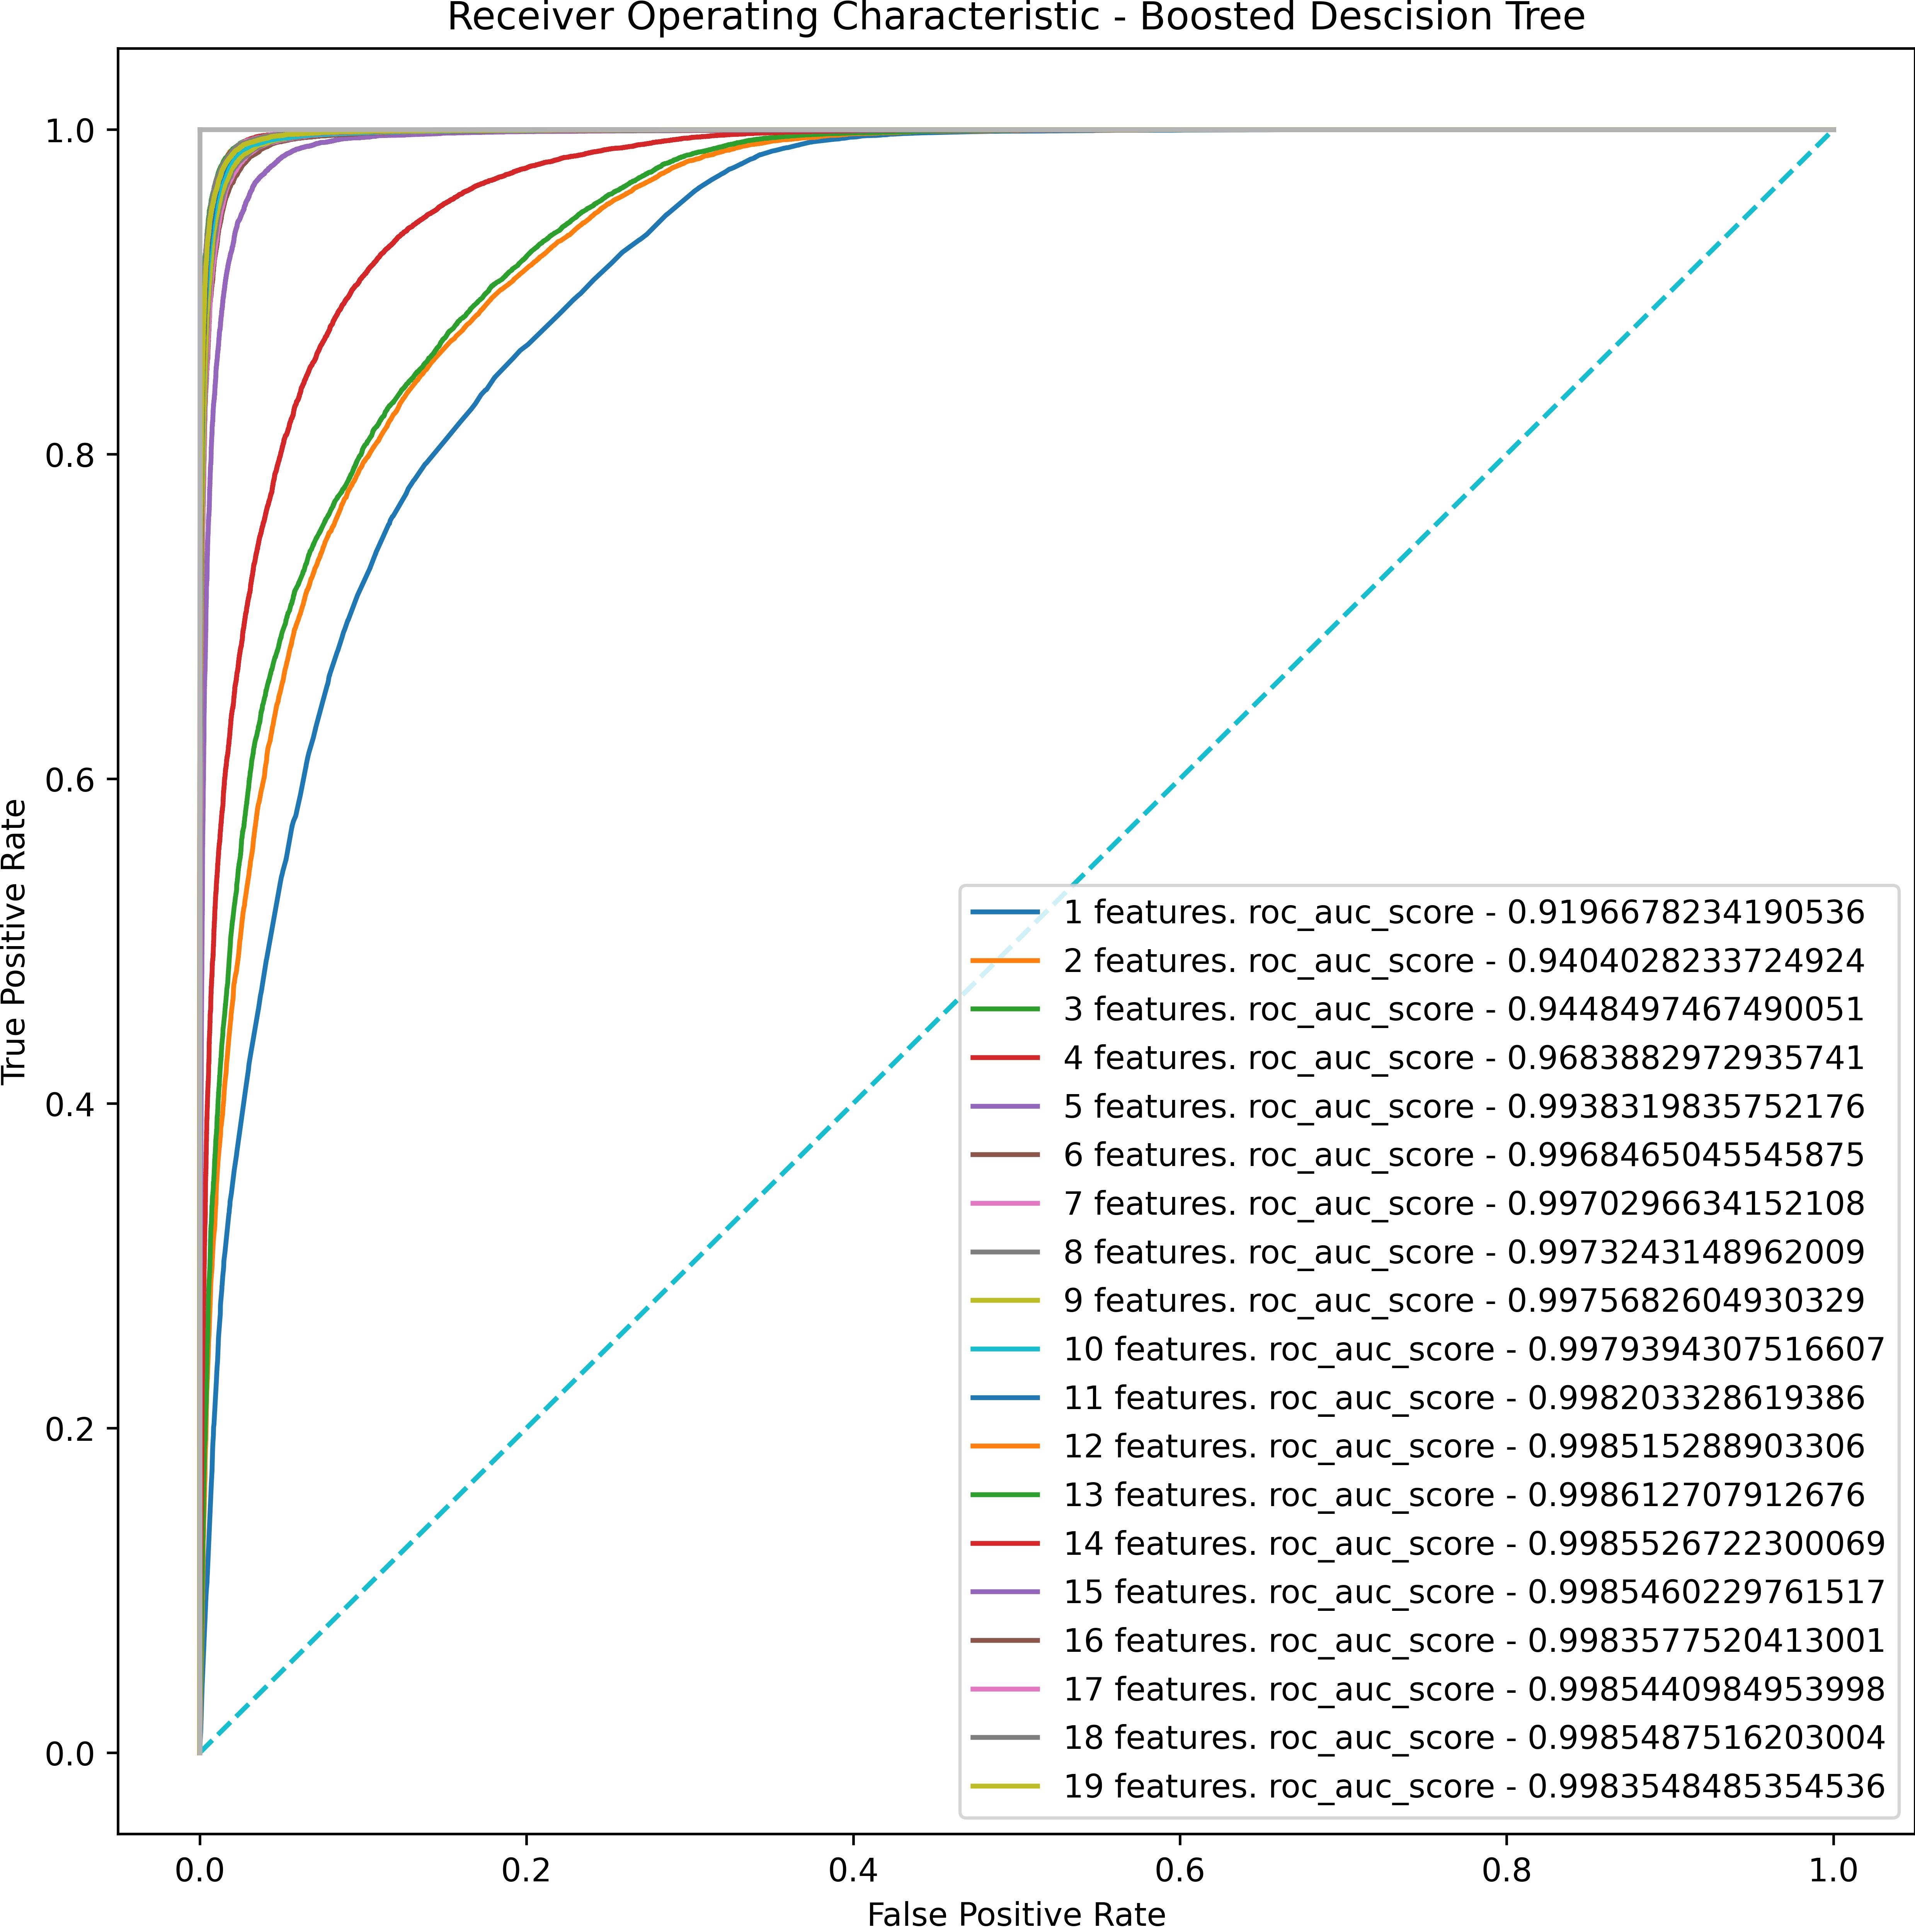 Receiver Operating Characteristic - Boosted Descision Tree
1.0
0.8
0.6
0.4
0.2
0.0
True Positive Rate
1 features. roc_auc_score - 0.9196678234190536
2 features. roc_auc_score - 0.9404028233724924
3 features. roc_auc_score - 0.9448497467490051
4 features. roc_auc_score - 0.9683882972935741
5 features. roc_auc_score - 0.9938319835752176
6 features. roc_auc_score - 0.9968465045545875
7 features. roc_auc_score - 0.9970296634152108
8 features. roc_auc_score - 0.9973243148962009
9 features. roc_auc_score - 0.9975682604930329
10 features. roc_auc_score - 0.9979394307516607
11 features. roc_auc_score - 0.998203328619386
12 features. roc_auc_score - 0.998515288903306
13 features. roc_auc_score - 0.998612707912676
14 features. roc_auc_score - 0.9985526722300069
15 features. roc_auc_score - 0.9985460229761517
16 features. roc_auc_score - 0.9983577520413001
17 features. roc_auc_score - 0.9985440984953998
18 features. roc_auc_score - 0.9985487516203004
19 features. roc_auc_score - 0.9983548485354536
0.0 0.2 0.4 0.6 0.8 1.0
False Positive Rate